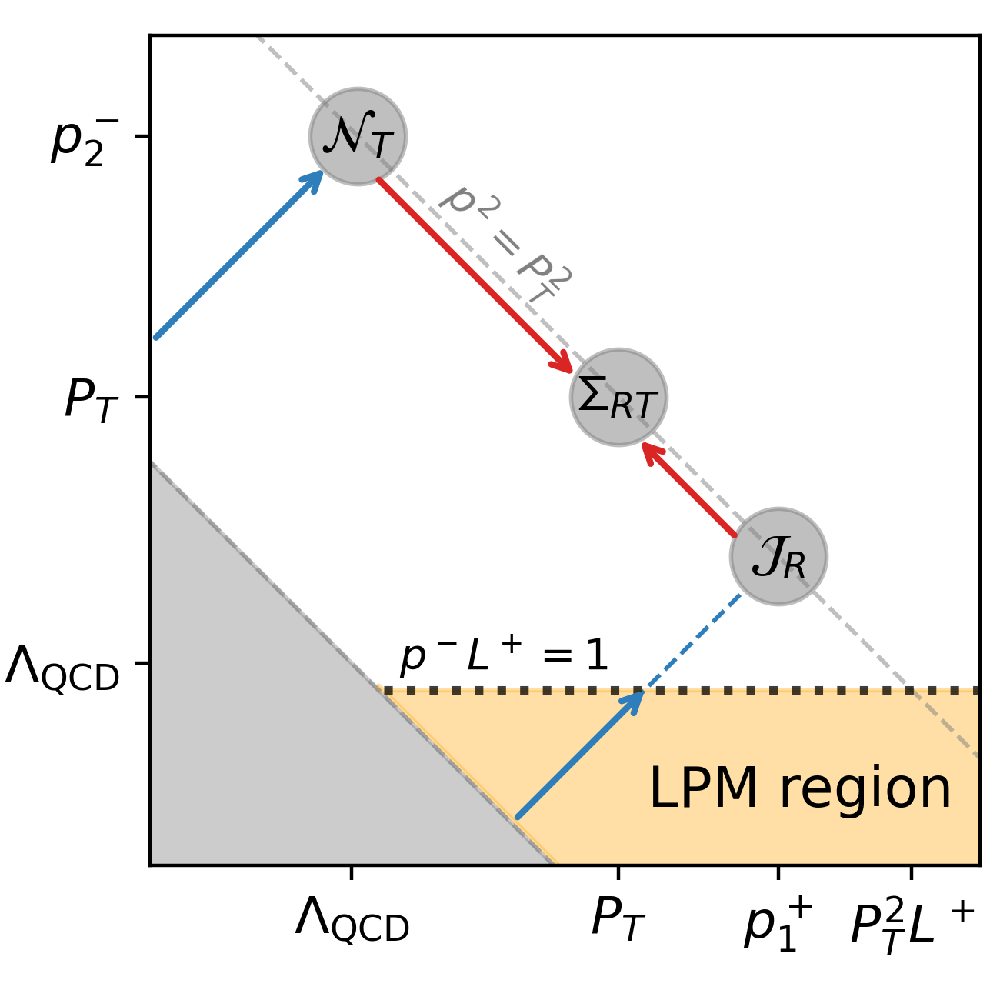 p₂⁻
𝒩_T
p² = P_T²
P_T
Σ_RT
𝒥_R
Λ_QCD
p⁻L⁺ = 1
LPM region
Λ_QCD
P_T
p₁⁺
P_T²L⁺